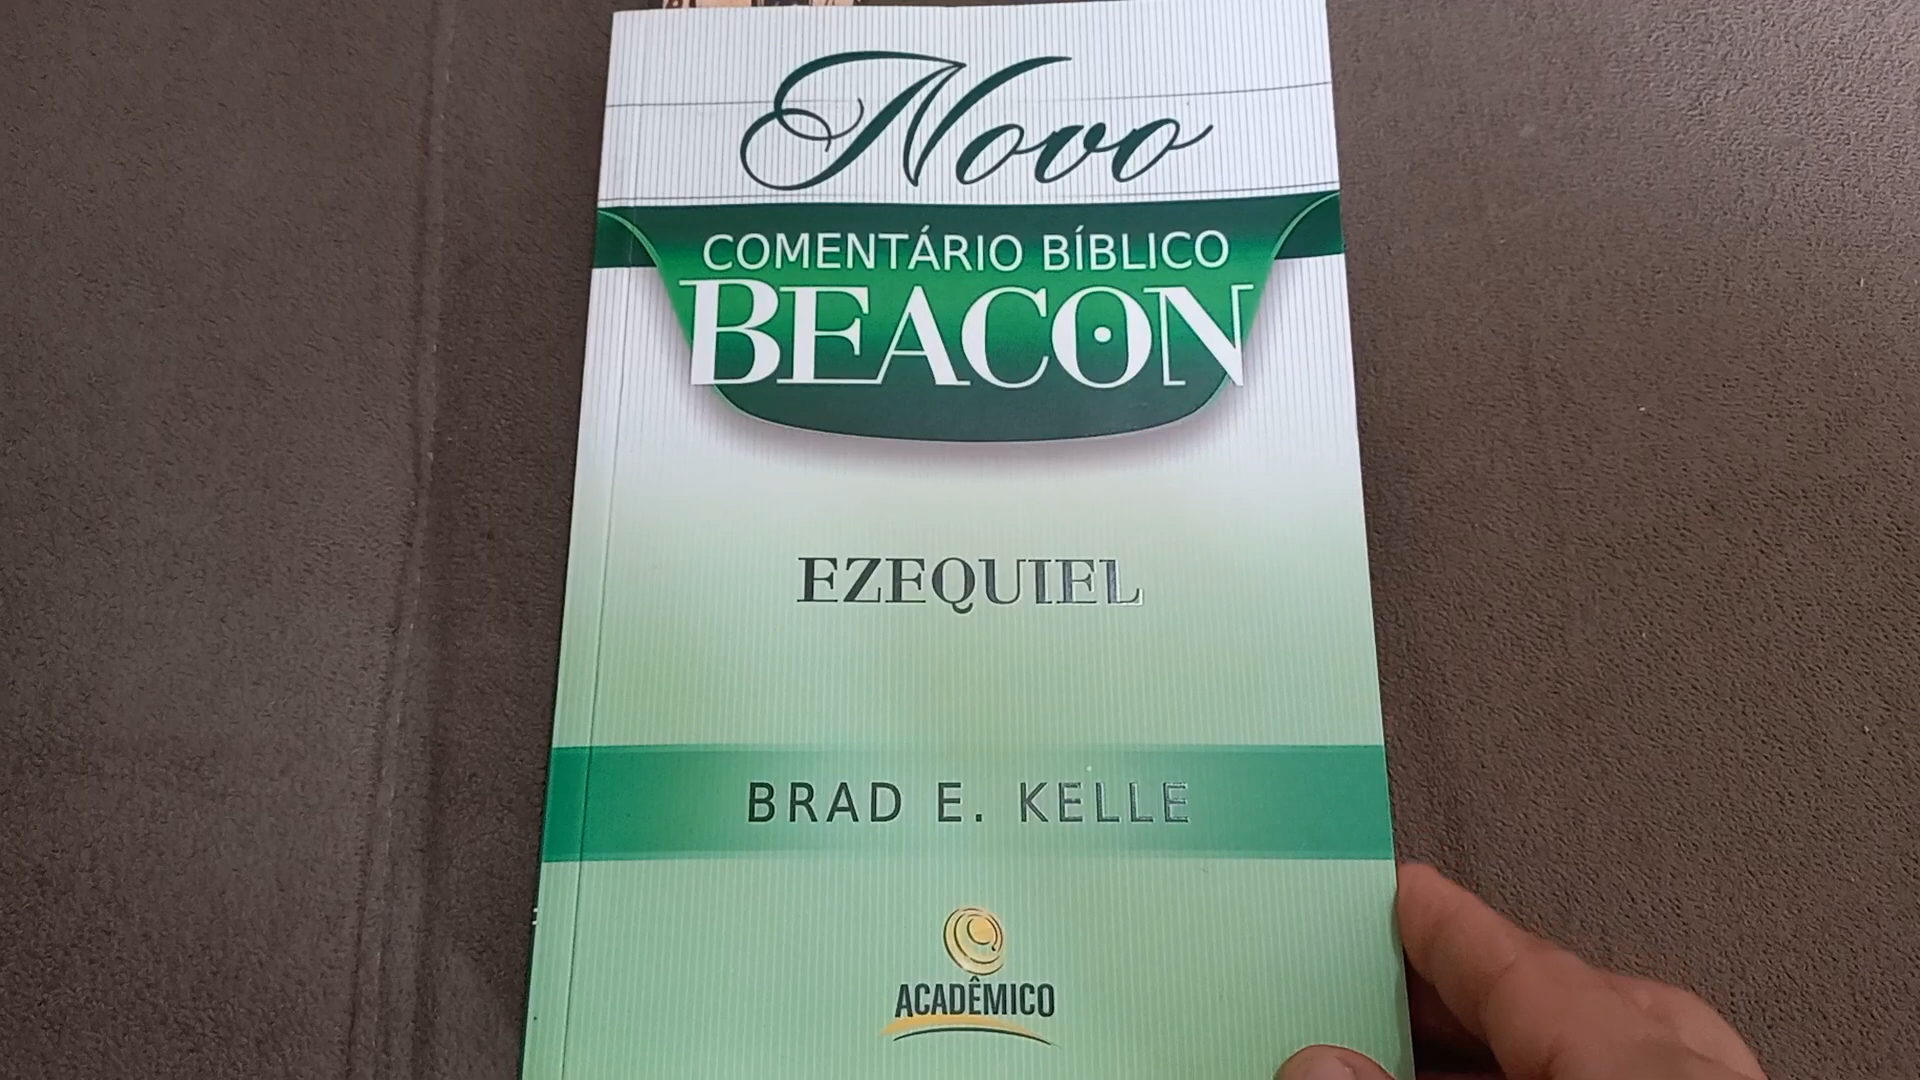 Novo
COMENTÁRIO BÍBLICO
BEACON
EZEQUIEL
BRAD E. KELLE
ACADÊMICO